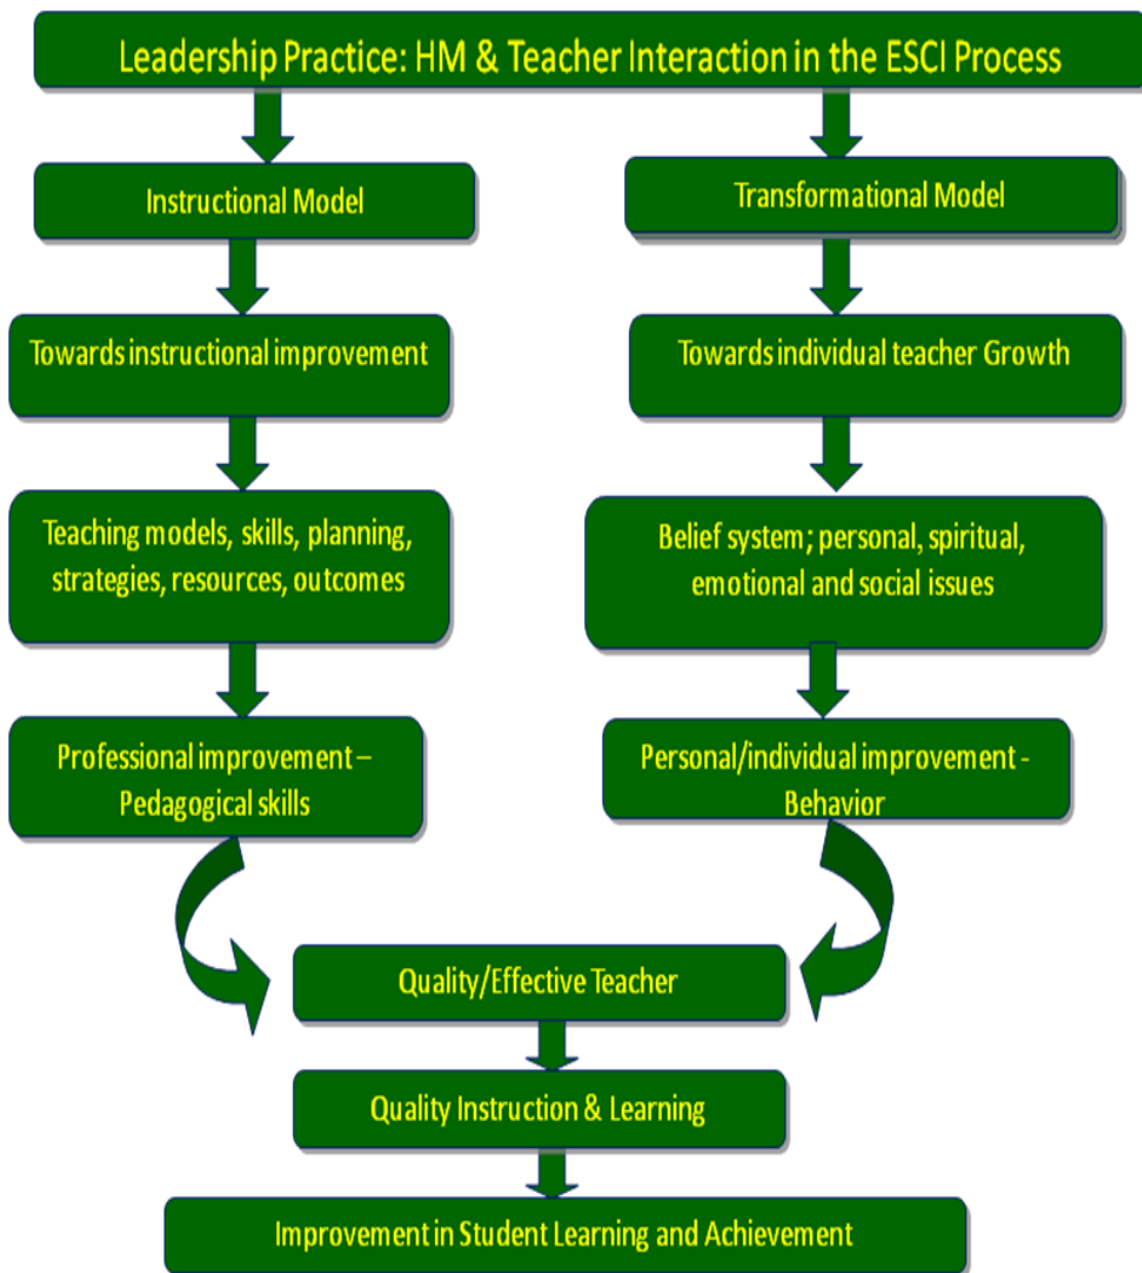 Leadership Practice: HM & Teacher Interaction in the ESCI Process
Instructional Model
Transformational Model
Towards instructional improvement
Towards individual teacher Growth
Teaching models, skills, planning,
strategies, resources, outcomes
Belief system; personal, spiritual,
emotional and social issues
Professional improvement –
Pedagogical skills
Personal/individual improvement -
Behavior
Quality/Effective Teacher
Quality Instruction & Learning
Improvement in Student Learning and Achievement